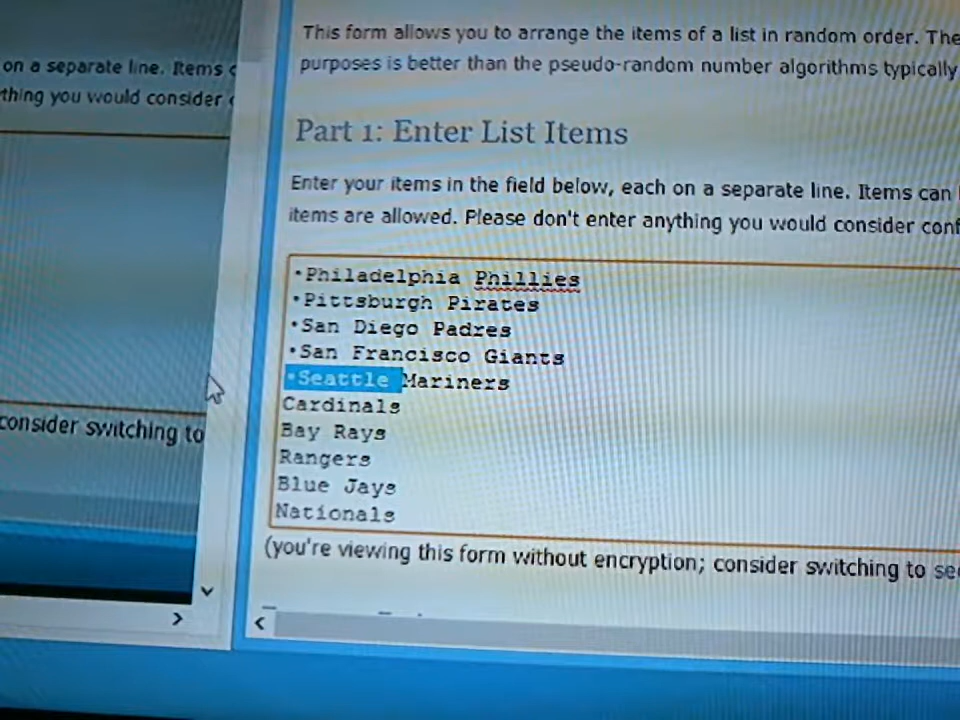 on a separate line. Items
thing you would consider
consider switching to
This form allows you to arrange the items of a list in random order. The
purposes is better than the pseudo-random number algorithms typically
Part 1: Enter List Items
Enter your items in the field below, each on a separate line. Items can
items are allowed. Please don't enter anything you would consider conf
•Philadelphia Phillies
•Pittsburgh Pirates
•San Diego Padres
•San Francisco Giants
•Seattle Mariners
Cardinals
Bay Rays
Rangers
Blue Jays
Nationals
(you're viewing this form without encryption; consider switching to se